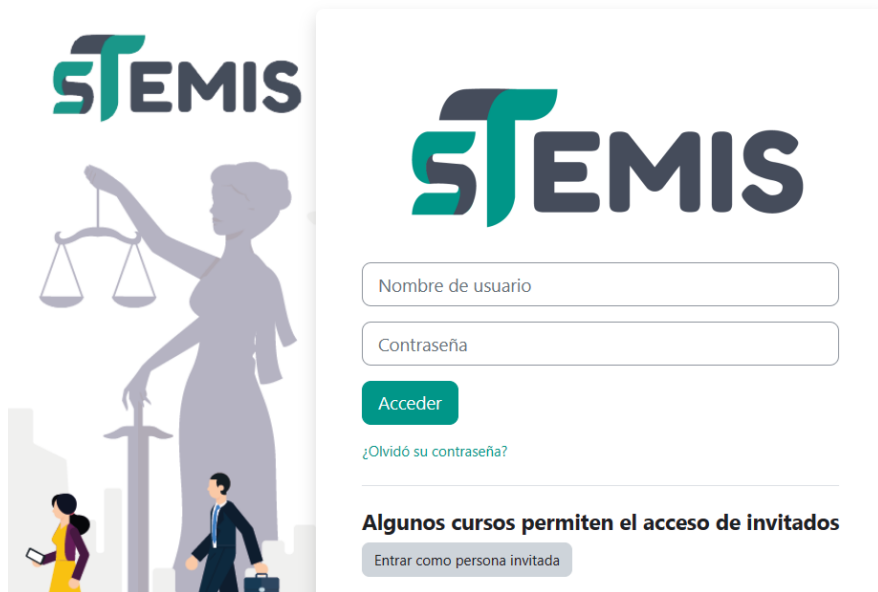 STEMIS
STEMIS
Nombre de usuario
Contraseña
Acceder
¿Olvidó su contraseña?
Algunos cursos permiten el acceso de invitados
Entrar como persona invitada